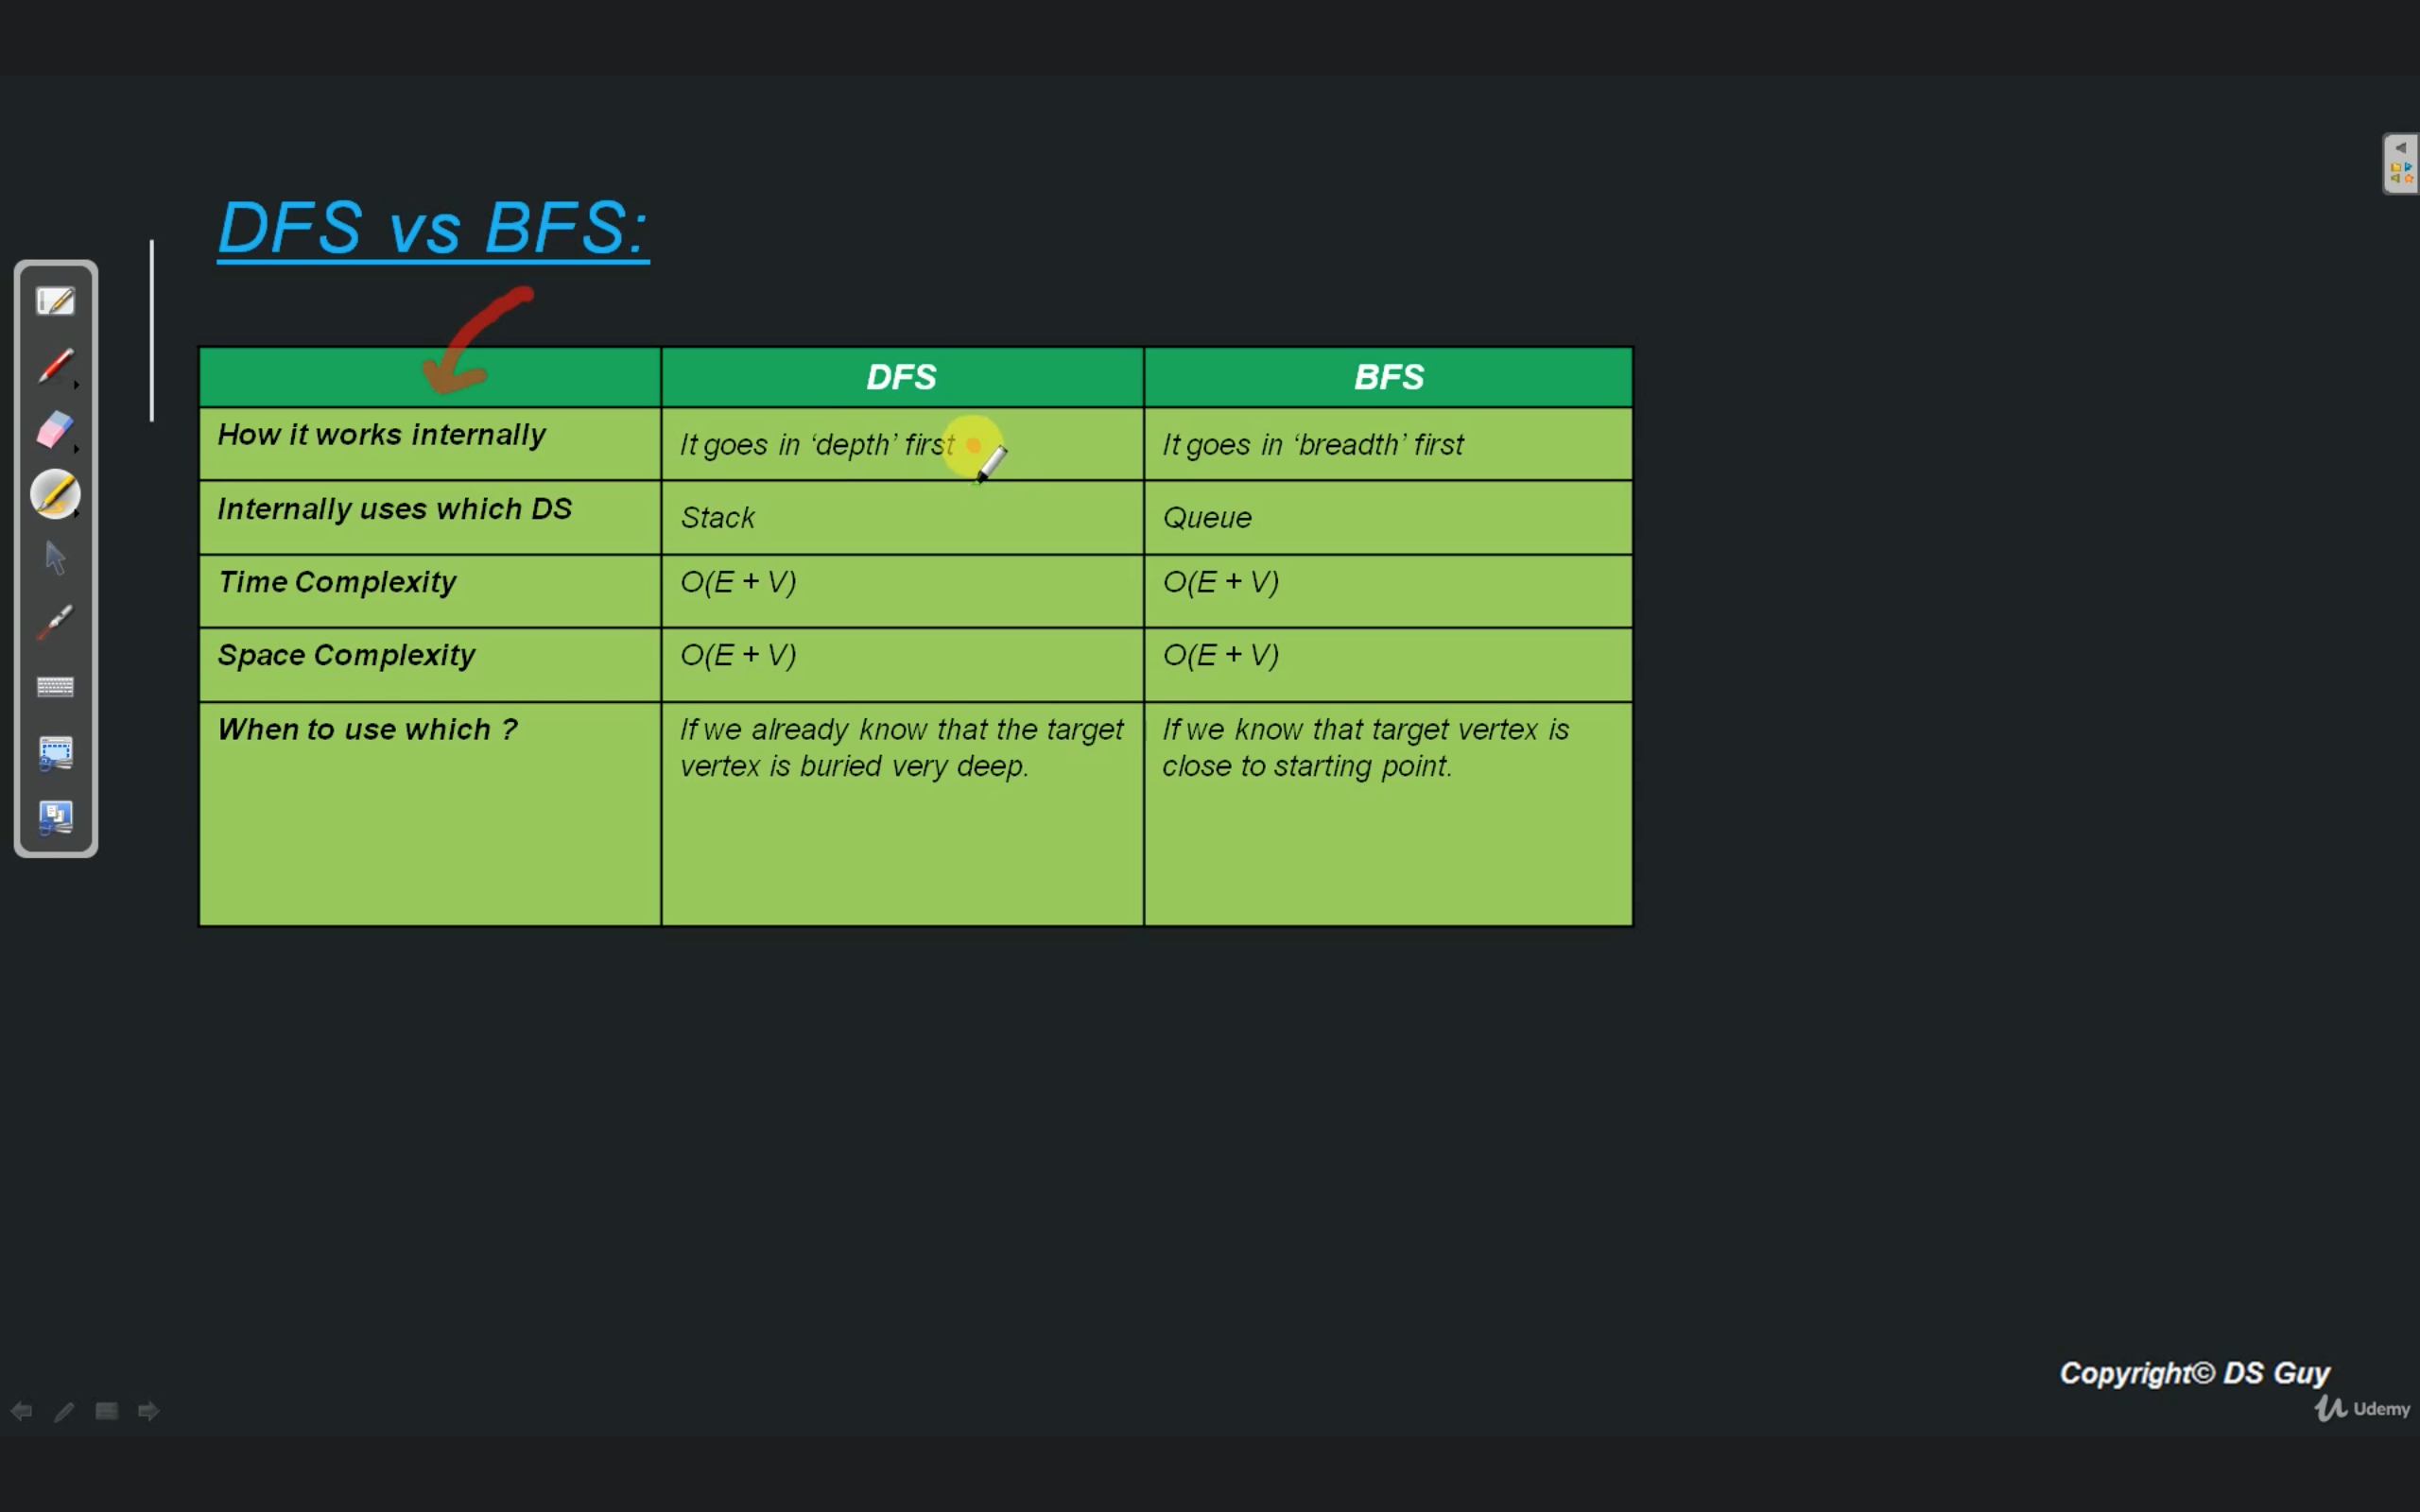 DFS vs BFS:
DFS
BFS
How it works internally
It goes in ‘depth’ first
It goes in ‘breadth’ first
Internally uses which DS
Stack
Queue
Time Complexity
O(E + V)
O(E + V)
Space Complexity
O(E + V)
O(E + V)
When to use which ?
If we already know that the target
vertex is buried very deep.
If we know that target vertex is
close to starting point.
Copyright© DS Guy
Udemy